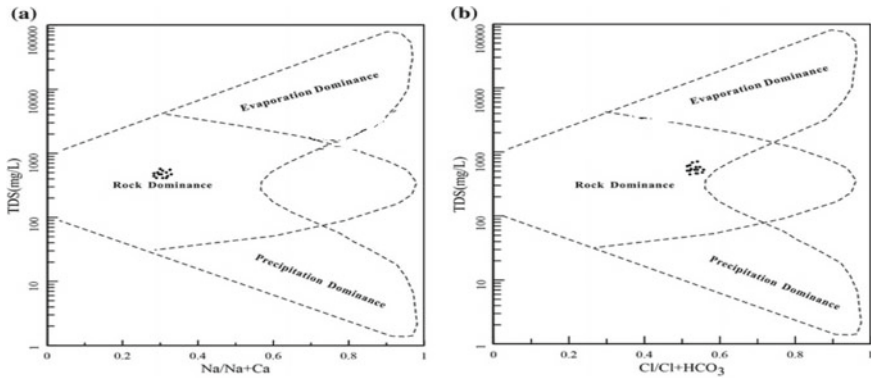 (a)
100000
10000
1000
100
10
1
TDS(mg/L)
Evaporation Dominance
Rock Dominance
Precipitation Dominance
0.2
0.4
0.6
0.8
1
Na/Na+Ca
(b)
100000
10000
1000
100
10
1
TDS(mg/L)
Evaporation Dominance
Rock Dominance
Precipitation Dominance
0.2
0.4
0.6
0.8
1
Cl/Cl+HCO3